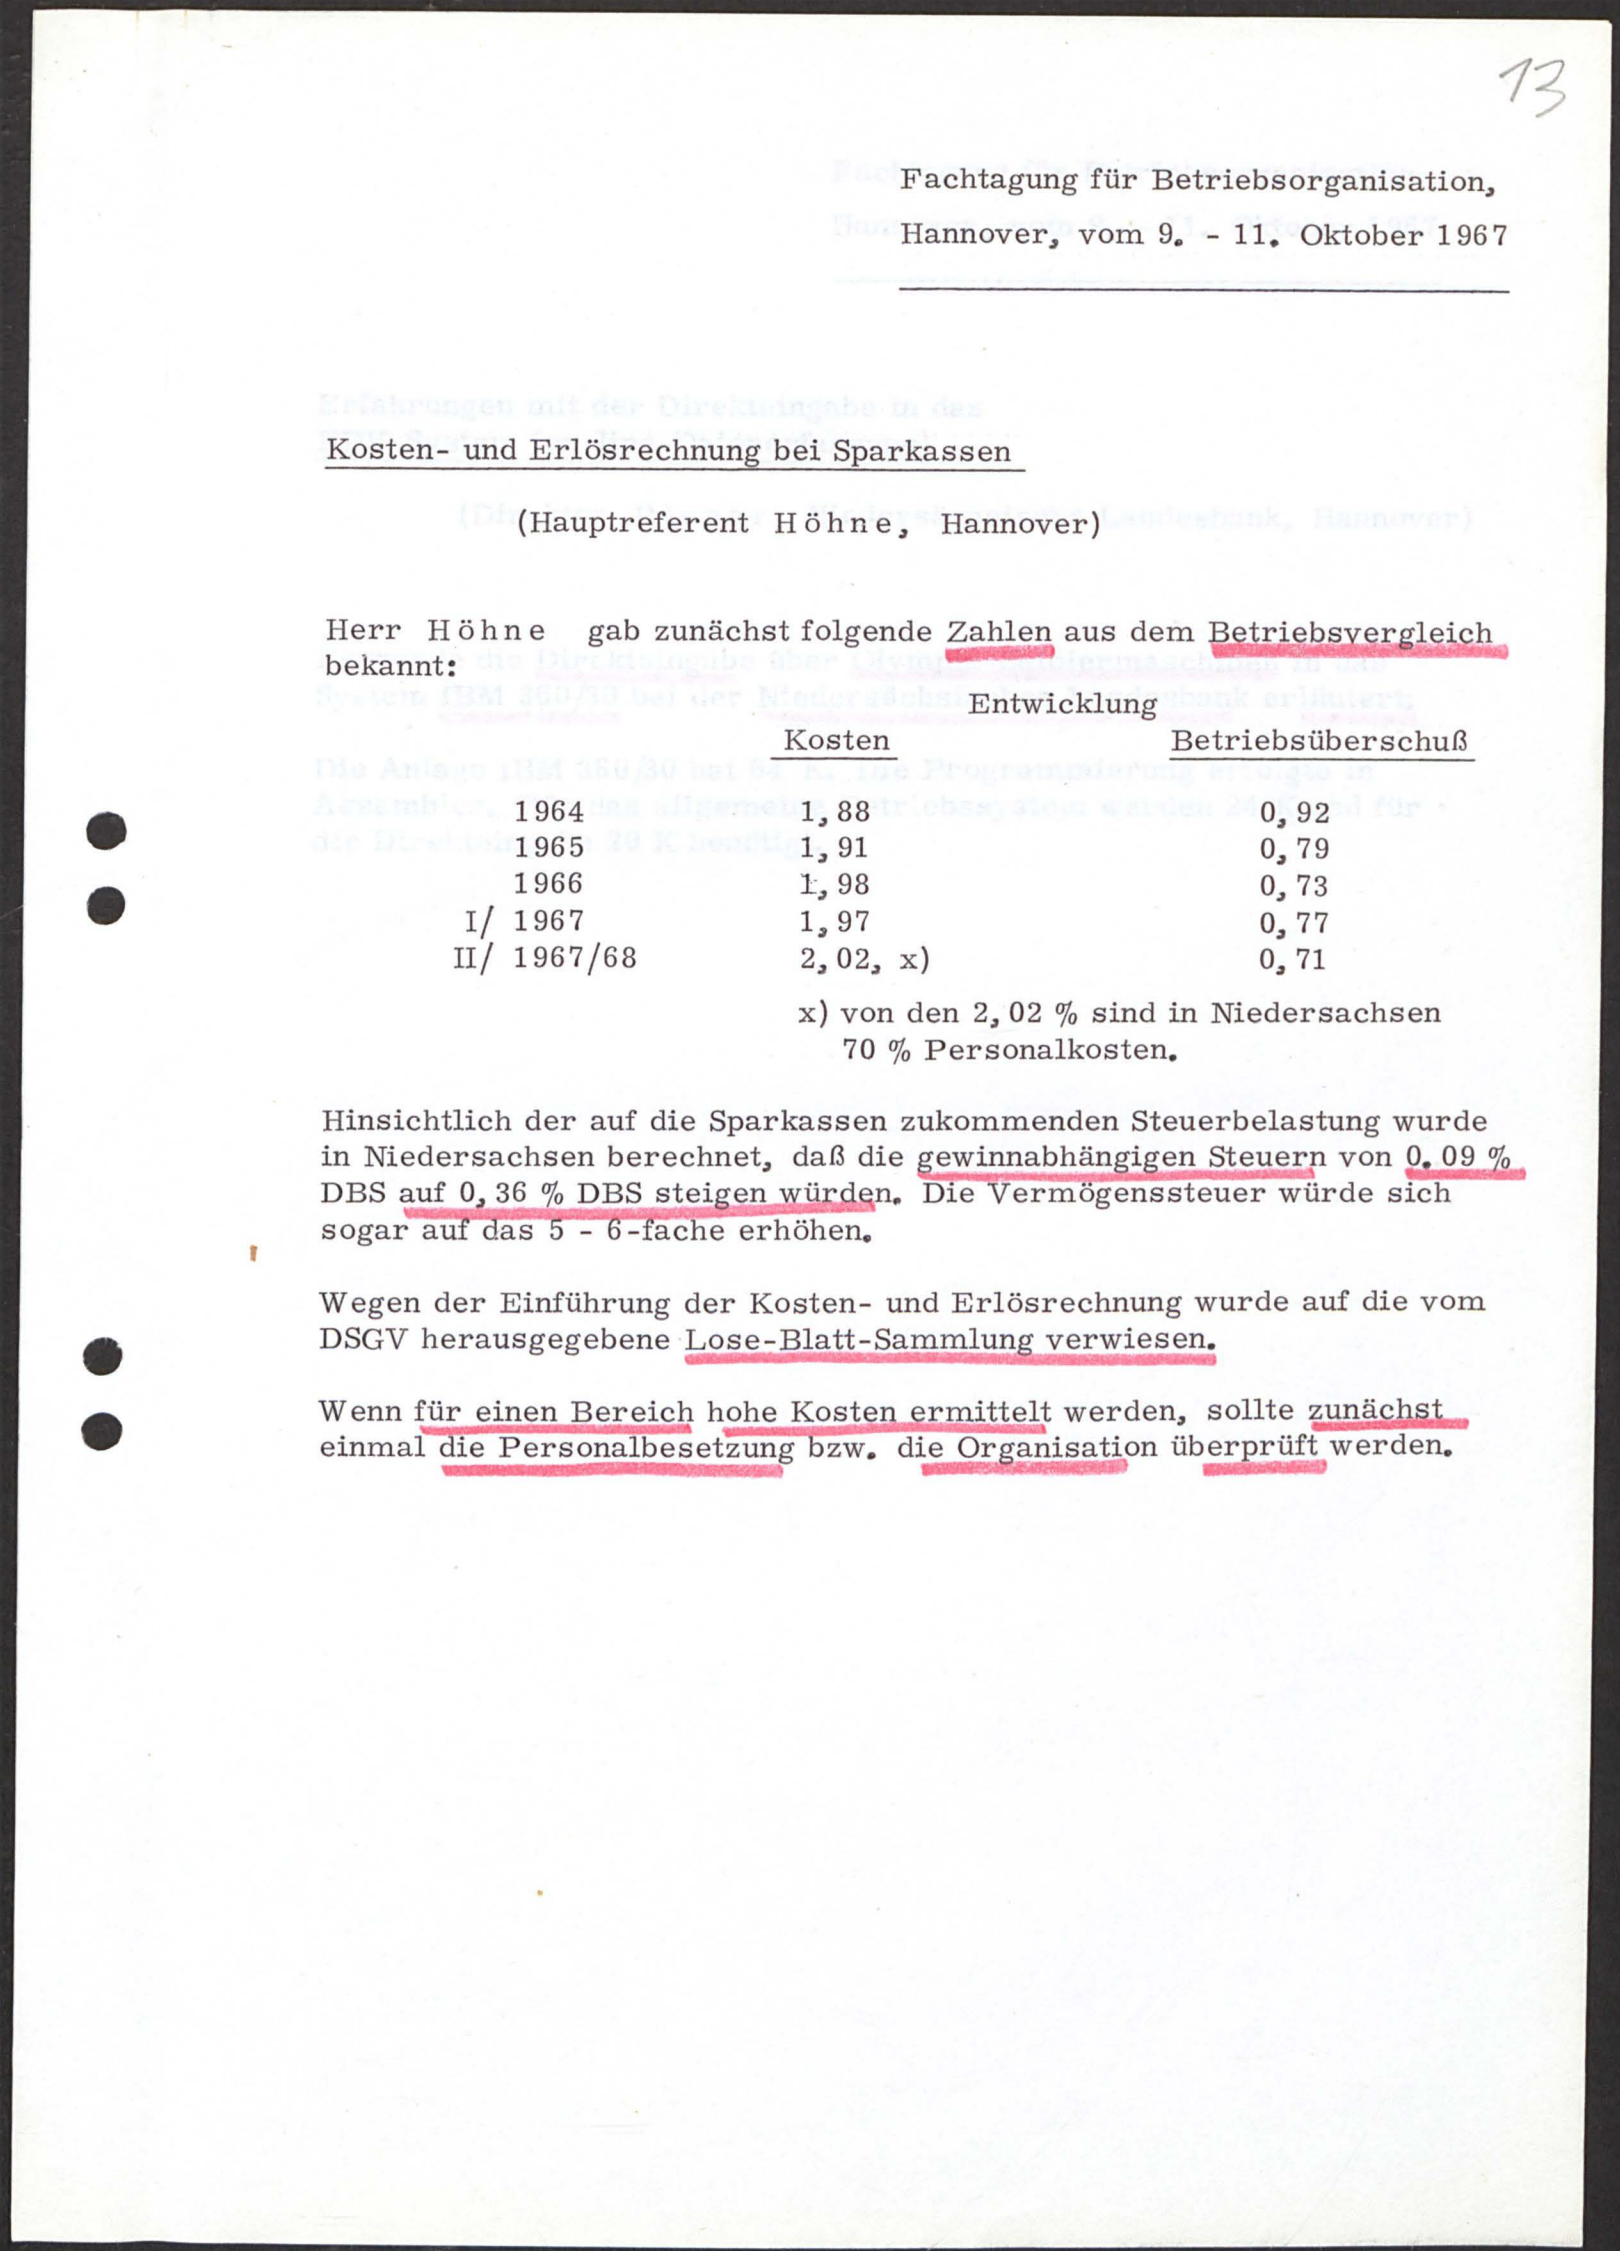 13
Fachtagung für Betriebsorganisation,
Hannover, vom 9. - 11. Oktober 1967
Kosten- und Erlösrechnung bei Sparkassen
(Hauptreferent Höhne, Hannover)
Herr Höhne gab zunächst folgende Zahlen aus dem Betriebsvergleich
bekannt:
Entwicklung
Kosten Betriebsüberschuß
1964 1,88 0,92
1965 1,91 0,79
1966 1,98 0,73
I/ 1967 1,97 0,77
II/ 1967/68 2,02, x) 0,71
x) von den 2,02 % sind in Niedersachsen
70 % Personalkosten.
Hinsichtlich der auf die Sparkassen zukommenden Steuerbelastung wurde
in Niedersachsen berechnet, daß die gewinnabhängigen Steuern von 0.09 %
DBS auf 0,36 % DBS steigen würden. Die Vermögenssteuer würde sich
sogar auf das 5 - 6-fache erhöhen.
Wegen der Einführung der Kosten- und Erlösrechnung wurde auf die vom
DSGV herausgegebene Lose-Blatt-Sammlung verwiesen.
Wenn für einen Bereich hohe Kosten ermittelt werden, sollte zunächst
einmal die Personalbesetzung bzw. die Organisation überprüft werden.